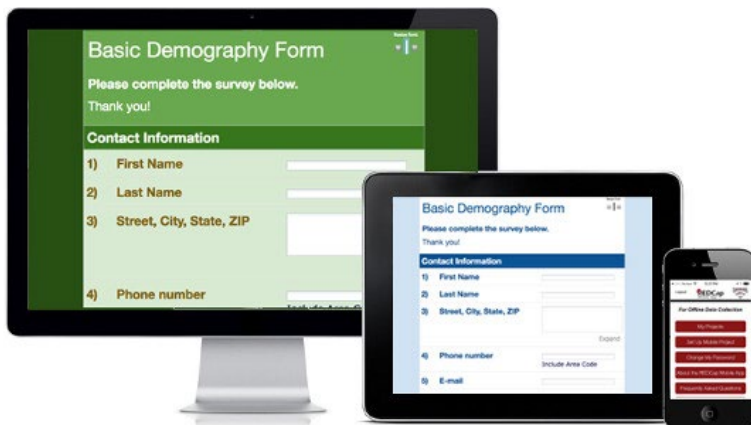 Basic Demography Form
Please complete the survey below.
Thank you!
Contact Information
1) First Name
2) Last Name
3) Street, City, State, ZIP
4) Phone number
Basic Demography Form
Please complete the survey below.
Thank you!
Contact Information
1) First Name
2) Last Name
3) Street, City, State, ZIP
Expand
4) Phone number
Include Area Code
5) E-mail
REDCap
For Offline Data Collection
My Projects
Set Up Mobile Project
Change My Password
About the REDCap Mobile App
Frequently Asked Questions